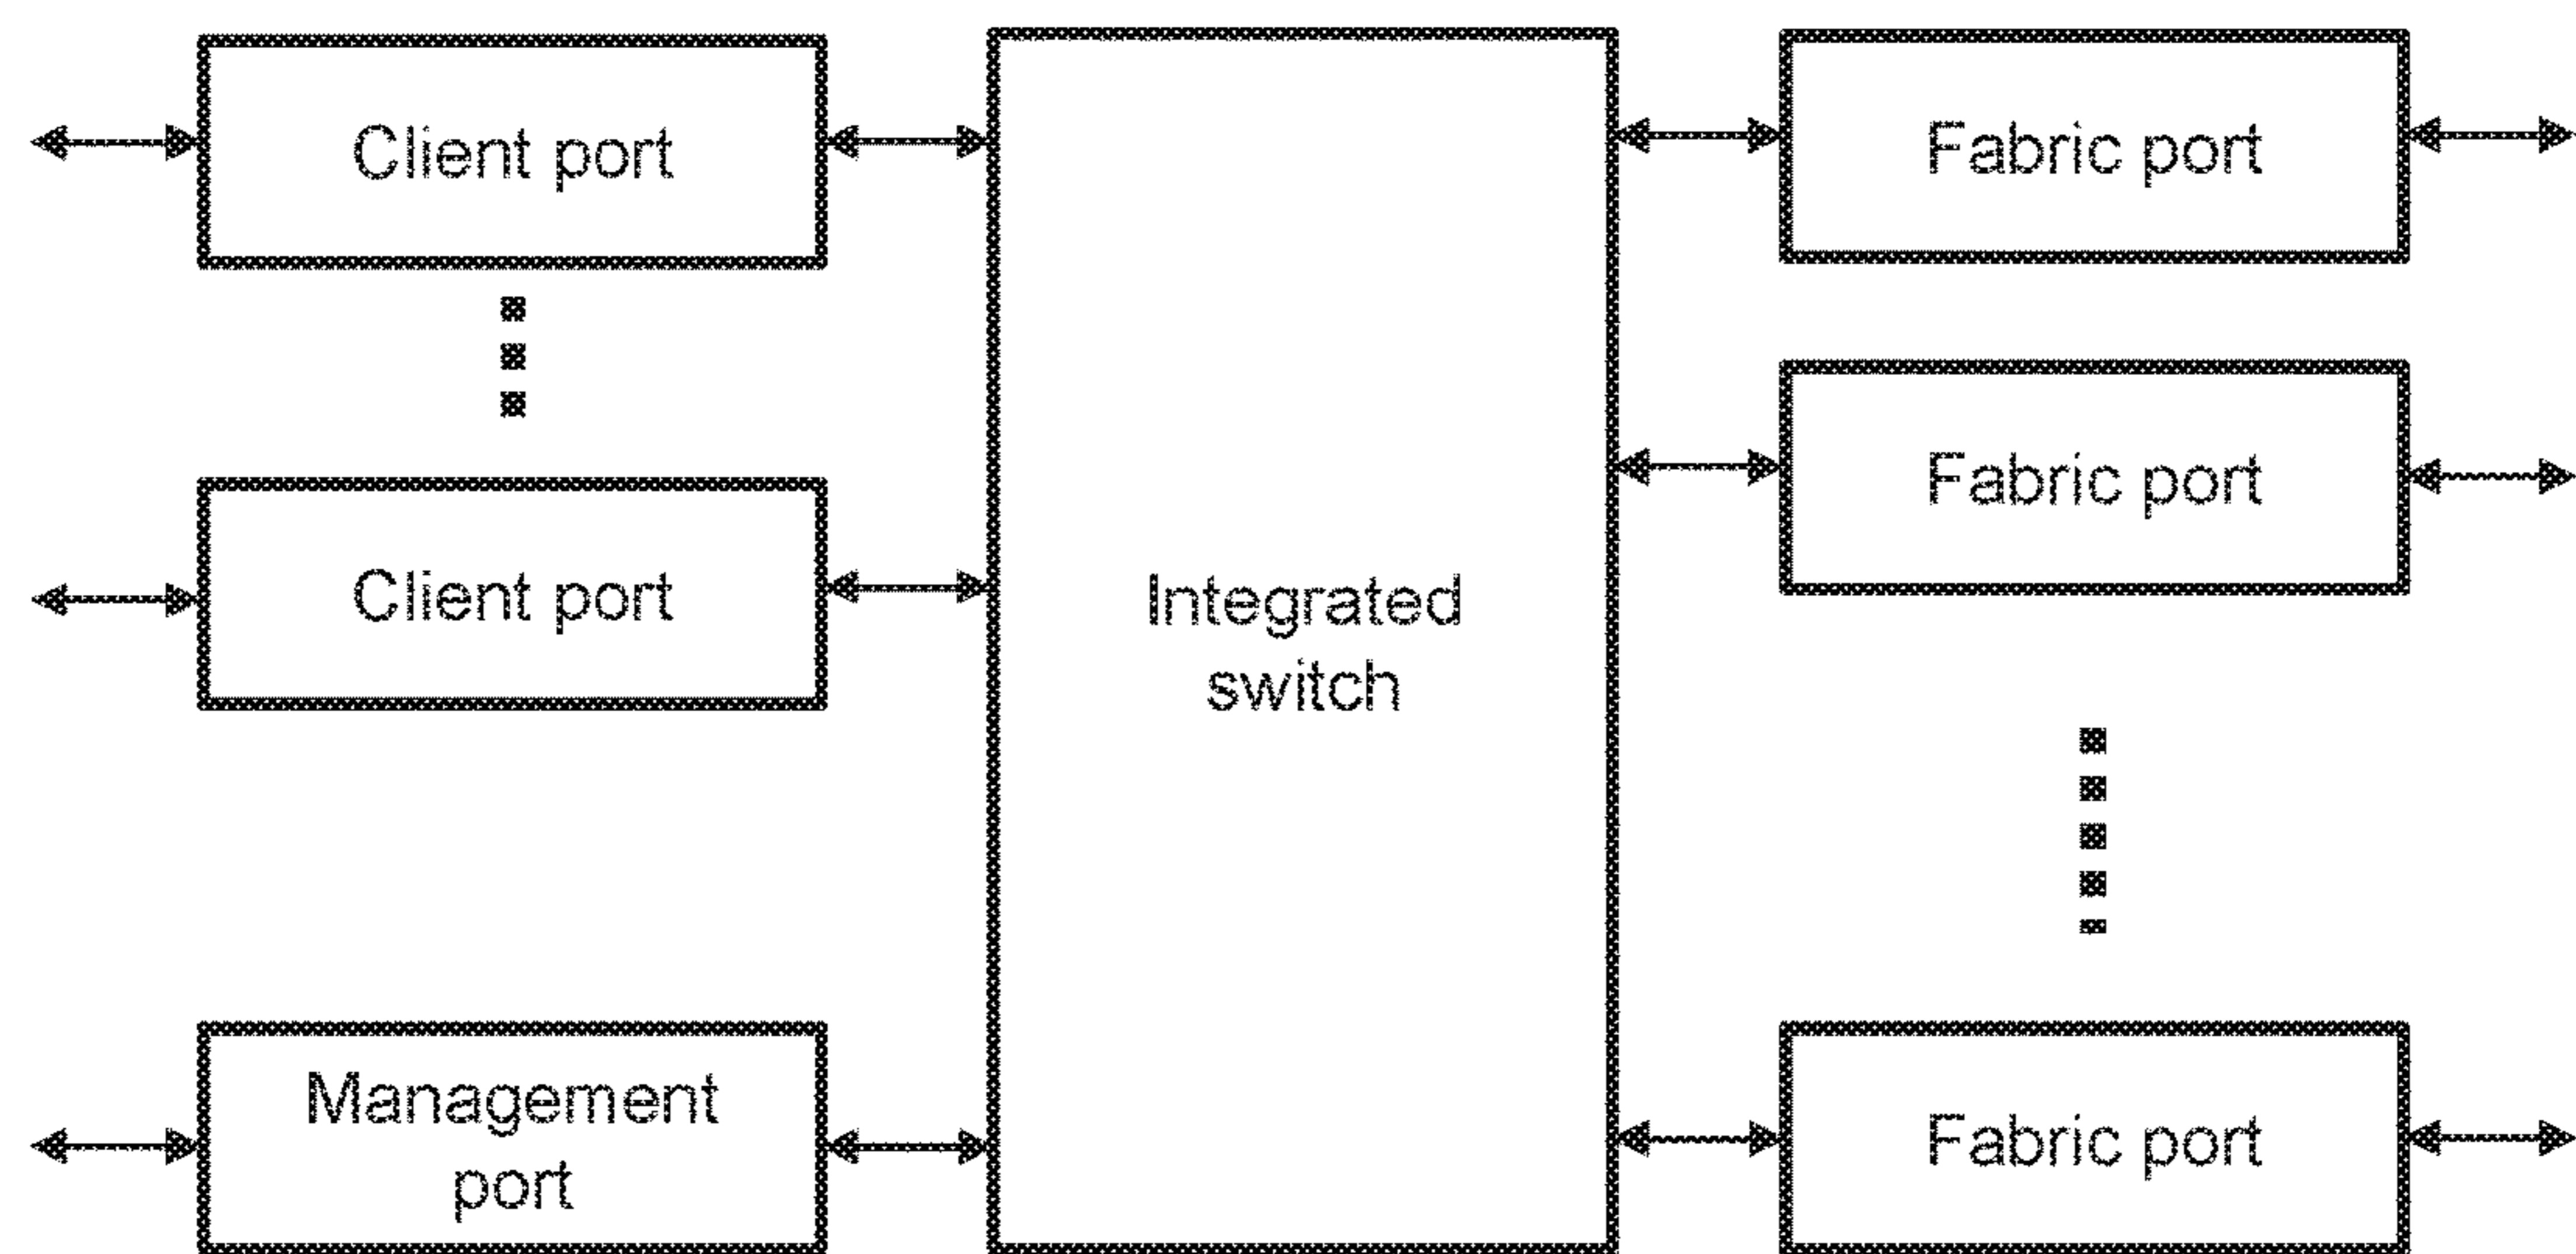 Client port
Fabric port
Fabric port
Client port
Integrated
switch
Management
port
Fabric port